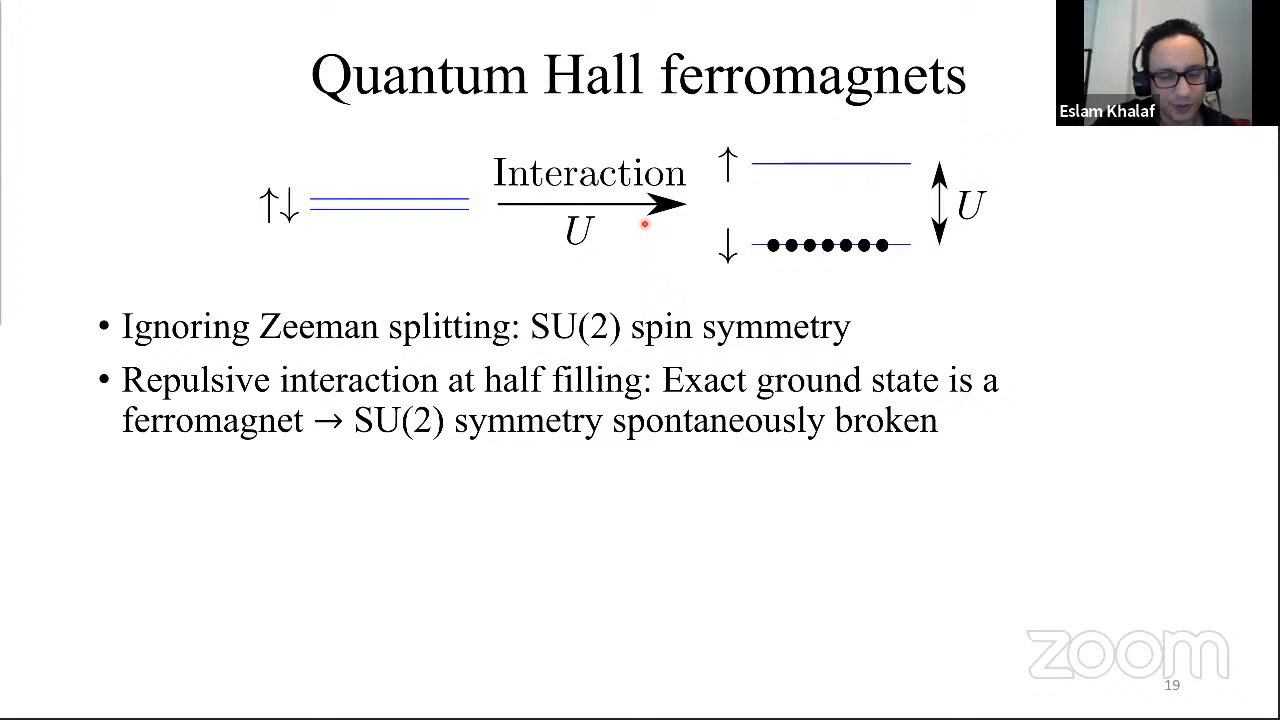 Quantum Hall ferromagnets
Eslam Khalaf
↑↓
Interaction
U
↑
↓
U
• Ignoring Zeeman splitting: SU(2) spin symmetry
• Repulsive interaction at half filling: Exact ground state is a
ferromagnet → SU(2) symmetry spontaneously broken
zoom
19